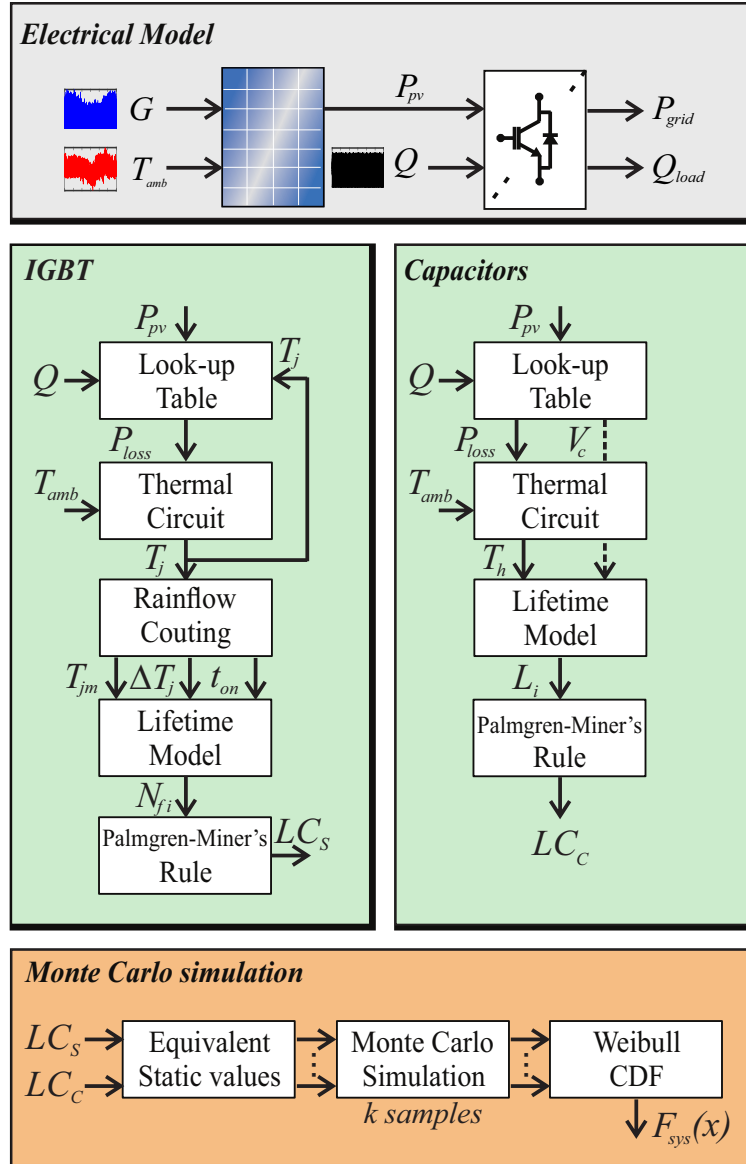 Electrical Model
G
P_pv
P_grid
T_amb
Q
Q_load
IGBT
P_pv
Look-up
Table
T_j
Q
P_loss
T_amb
Thermal
Circuit
T_j
Rainflow
Couting
T_jm
ΔT_j
t_on
Lifetime
Model
N_fi
Palmgren-Miner's
Rule
LC_S
Capacitors
P_pv
Look-up
Table
Q
P_loss
V_c
T_amb
Thermal
Circuit
T_h
Lifetime
Model
L_i
Palmgren-Miner's
Rule
LC_C
Monte Carlo simulation
LC_S
LC_C
Equivalent
Static values
Monte Carlo
Simulation
k samples
Weibull
CDF
F_sys(x)